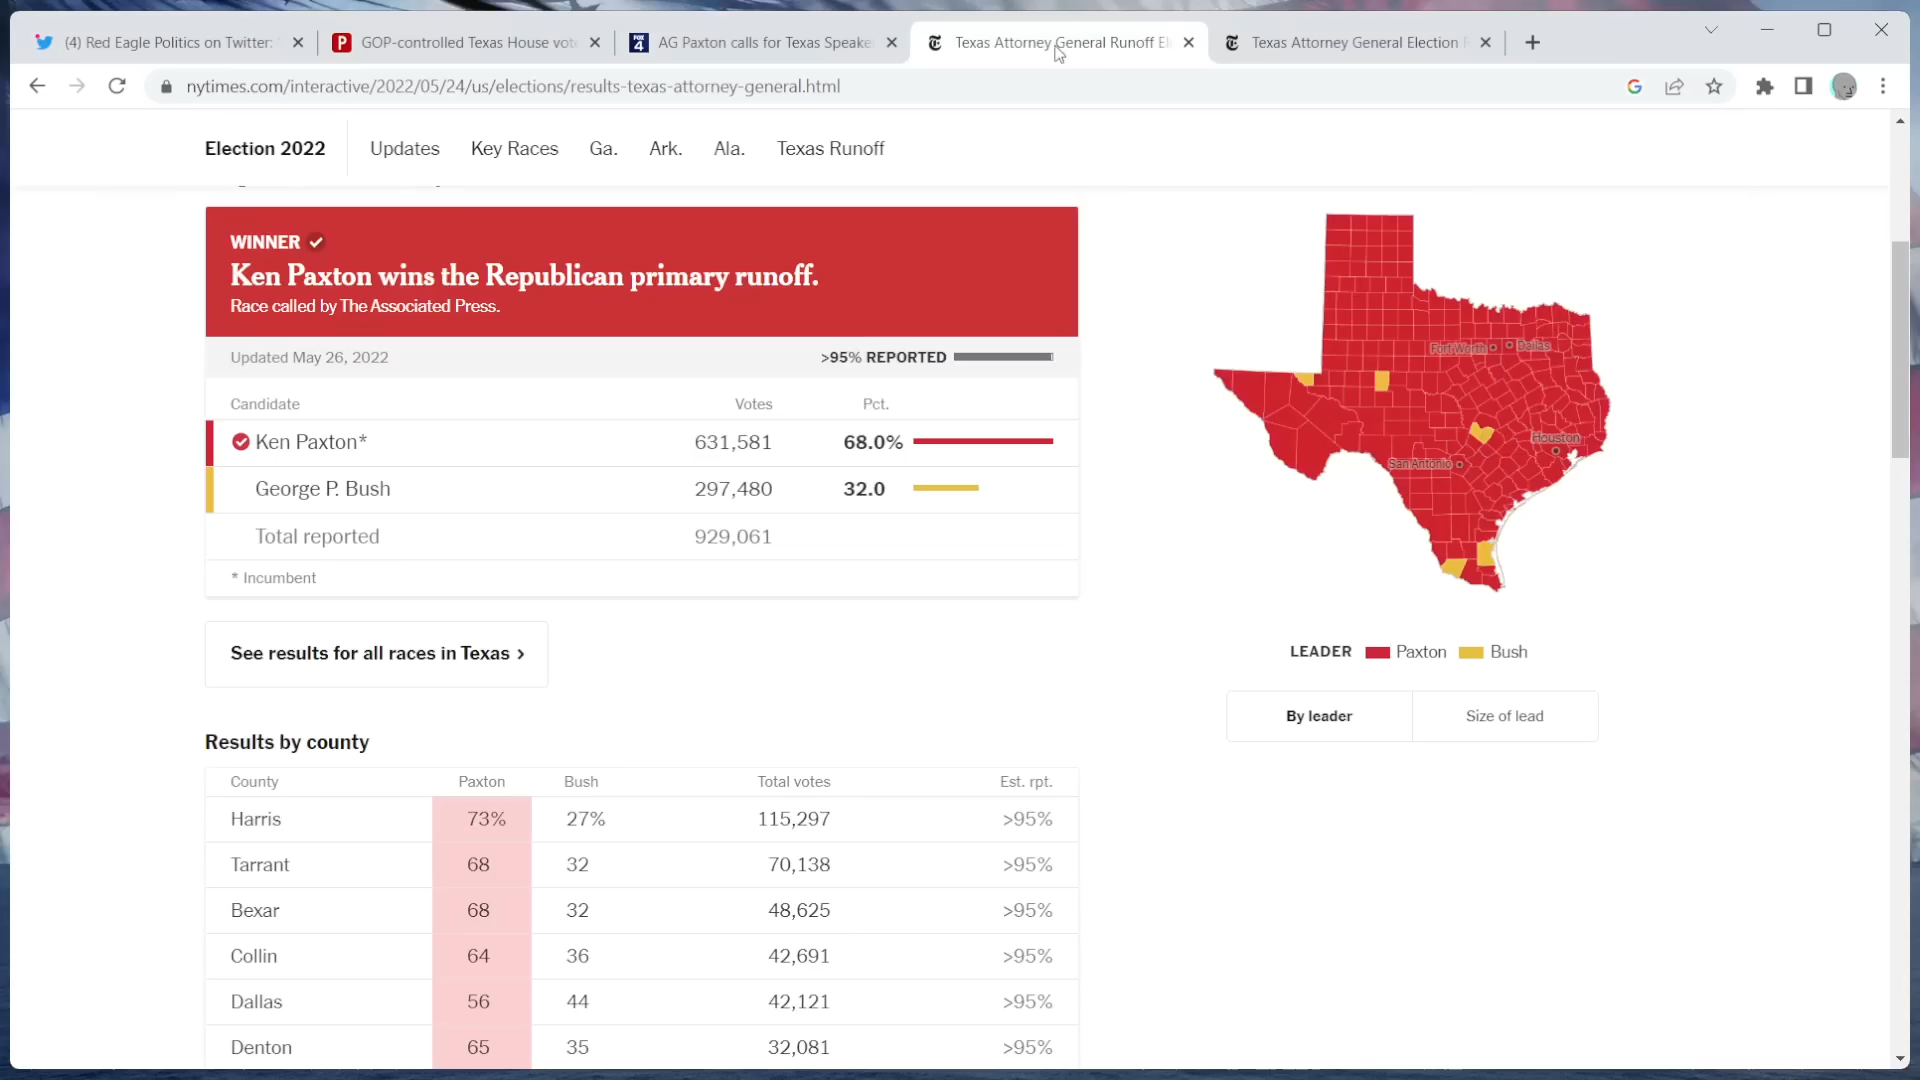 (4) Red Eagle Politics on Twitter:
GOP-controlled Texas House vote
AG Paxton calls for Texas Speake
Texas Attorney General Runoff El
Texas Attorney General Election
nytimes.com/interactive/2022/05/24/us/elections/results-texas-attorney-general.html
Election 2022
Updates
Key Races
Ga.
Ark.
Ala.
Texas Runoff
WINNER
Ken Paxton wins the Republican primary runoff.
Race called by The Associated Press.
Updated May 26, 2022
>95% REPORTED
Candidate Votes Pct.
Ken Paxton* 631,581 68.0%
George P. Bush 297,480 32.0
Total reported 929,061
* Incumbent
See results for all races in Texas ›
Results by county
County Paxton Bush Total votes Est. rpt.
Harris 73% 27% 115,297 >95%
Tarrant 68 32 70,138 >95%
Bexar 68 32 48,625 >95%
Collin 64 36 42,691 >95%
Dallas 56 44 42,121 >95%
Denton 65 35 32,081 >95%
Fort Worth
Dallas
Houston
San Antonio
LEADER Paxton Bush
By leader
Size of lead